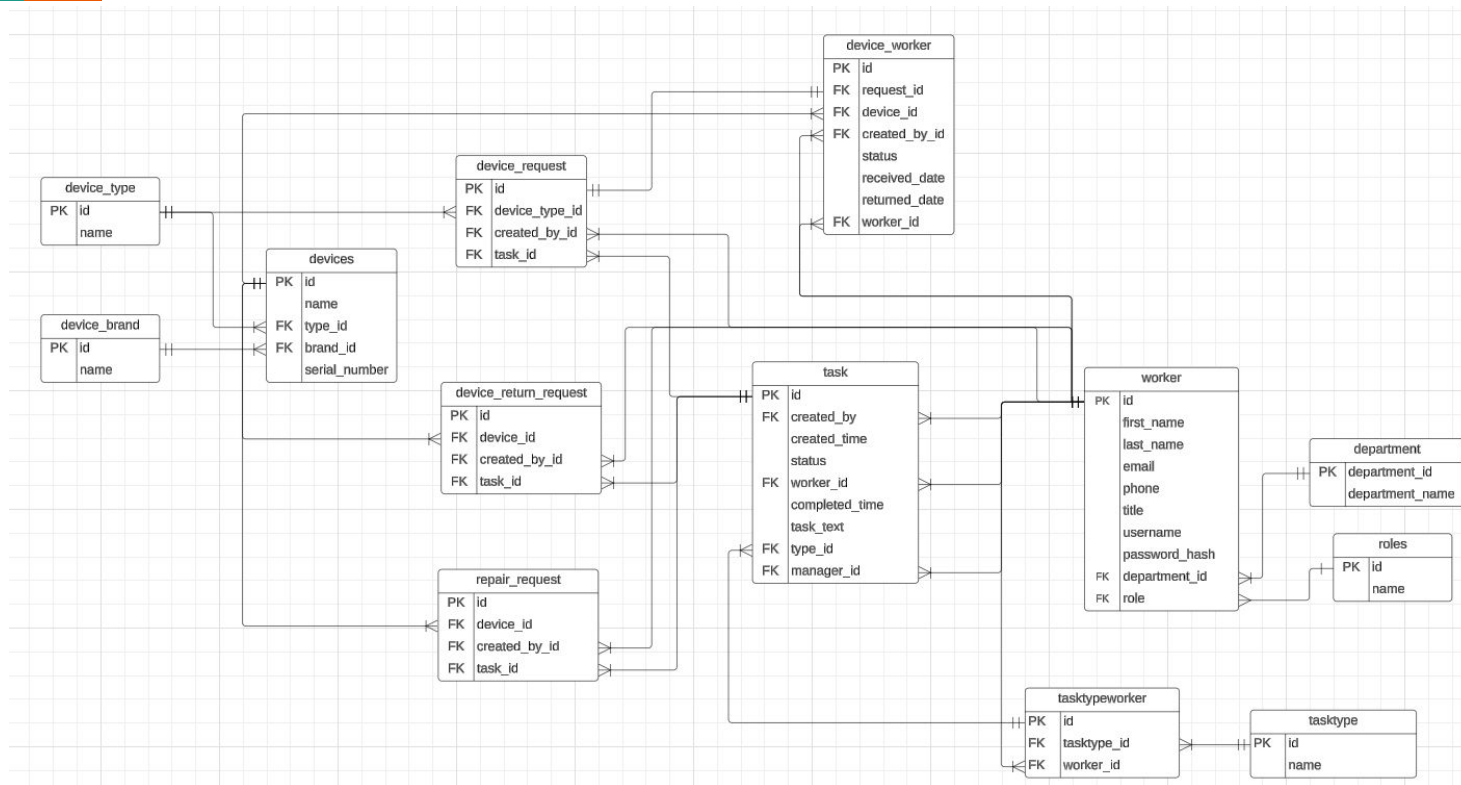 device_worker
PK id
FK request_id
FK device_id
FK created_by_id
status
received_date
returned_date
FK worker_id
device_request
PK id
FK device_type_id
FK created_by_id
FK task_id
device_type
PK id
name
devices
PK id
name
FK type_id
FK brand_id
serial_number
device_brand
PK id
name
device_return_request
PK id
FK device_id
FK created_by_id
FK task_id
task
PK id
FK created_by
created_time
status
FK worker_id
completed_time
task_text
FK type_id
FK manager_id
worker
PK id
first_name
last_name
email
phone
title
username
password_hash
FK department_id
FK role
department
PK department_id
department_name
roles
PK id
name
repair_request
PK id
FK device_id
FK created_by_id
FK task_id
tasktypeworker
PK id
FK tasktype_id
FK worker_id
tasktype
PK id
name